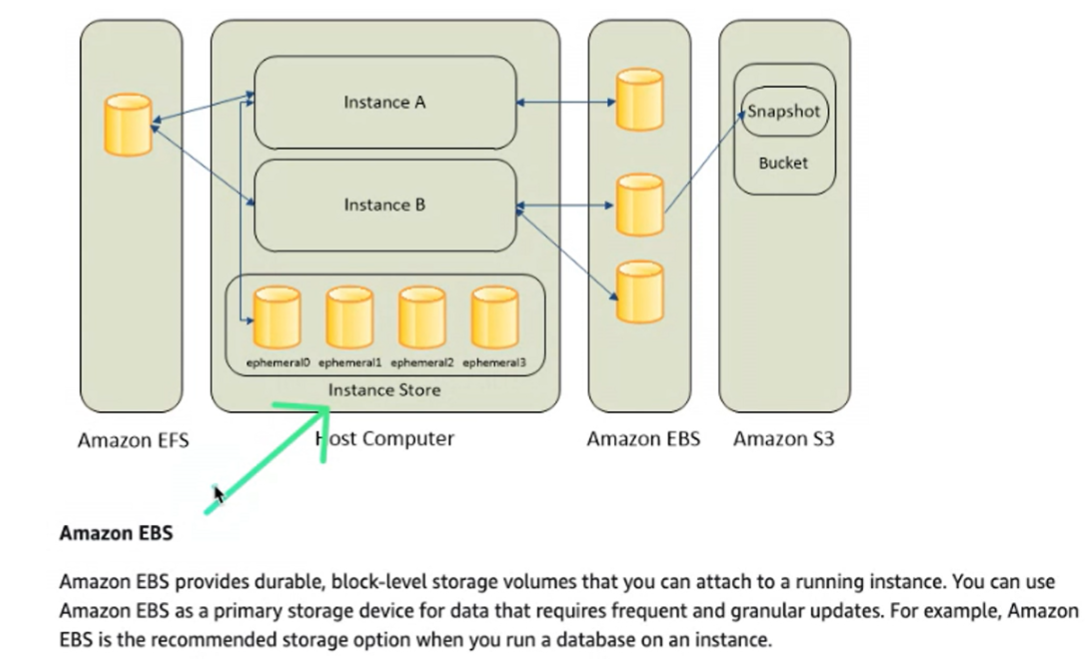 Instance A
Instance B
ephemeral0 ephemeral1 ephemeral2 ephemeral3
Instance Store
Snapshot
Bucket
Amazon EFS
Host Computer
Amazon EBS
Amazon S3
Amazon EBS
Amazon EBS provides durable, block-level storage volumes that you can attach to a running instance. You can use
Amazon EBS as a primary storage device for data that requires frequent and granular updates. For example, Amazon
EBS is the recommended storage option when you run a database on an instance.